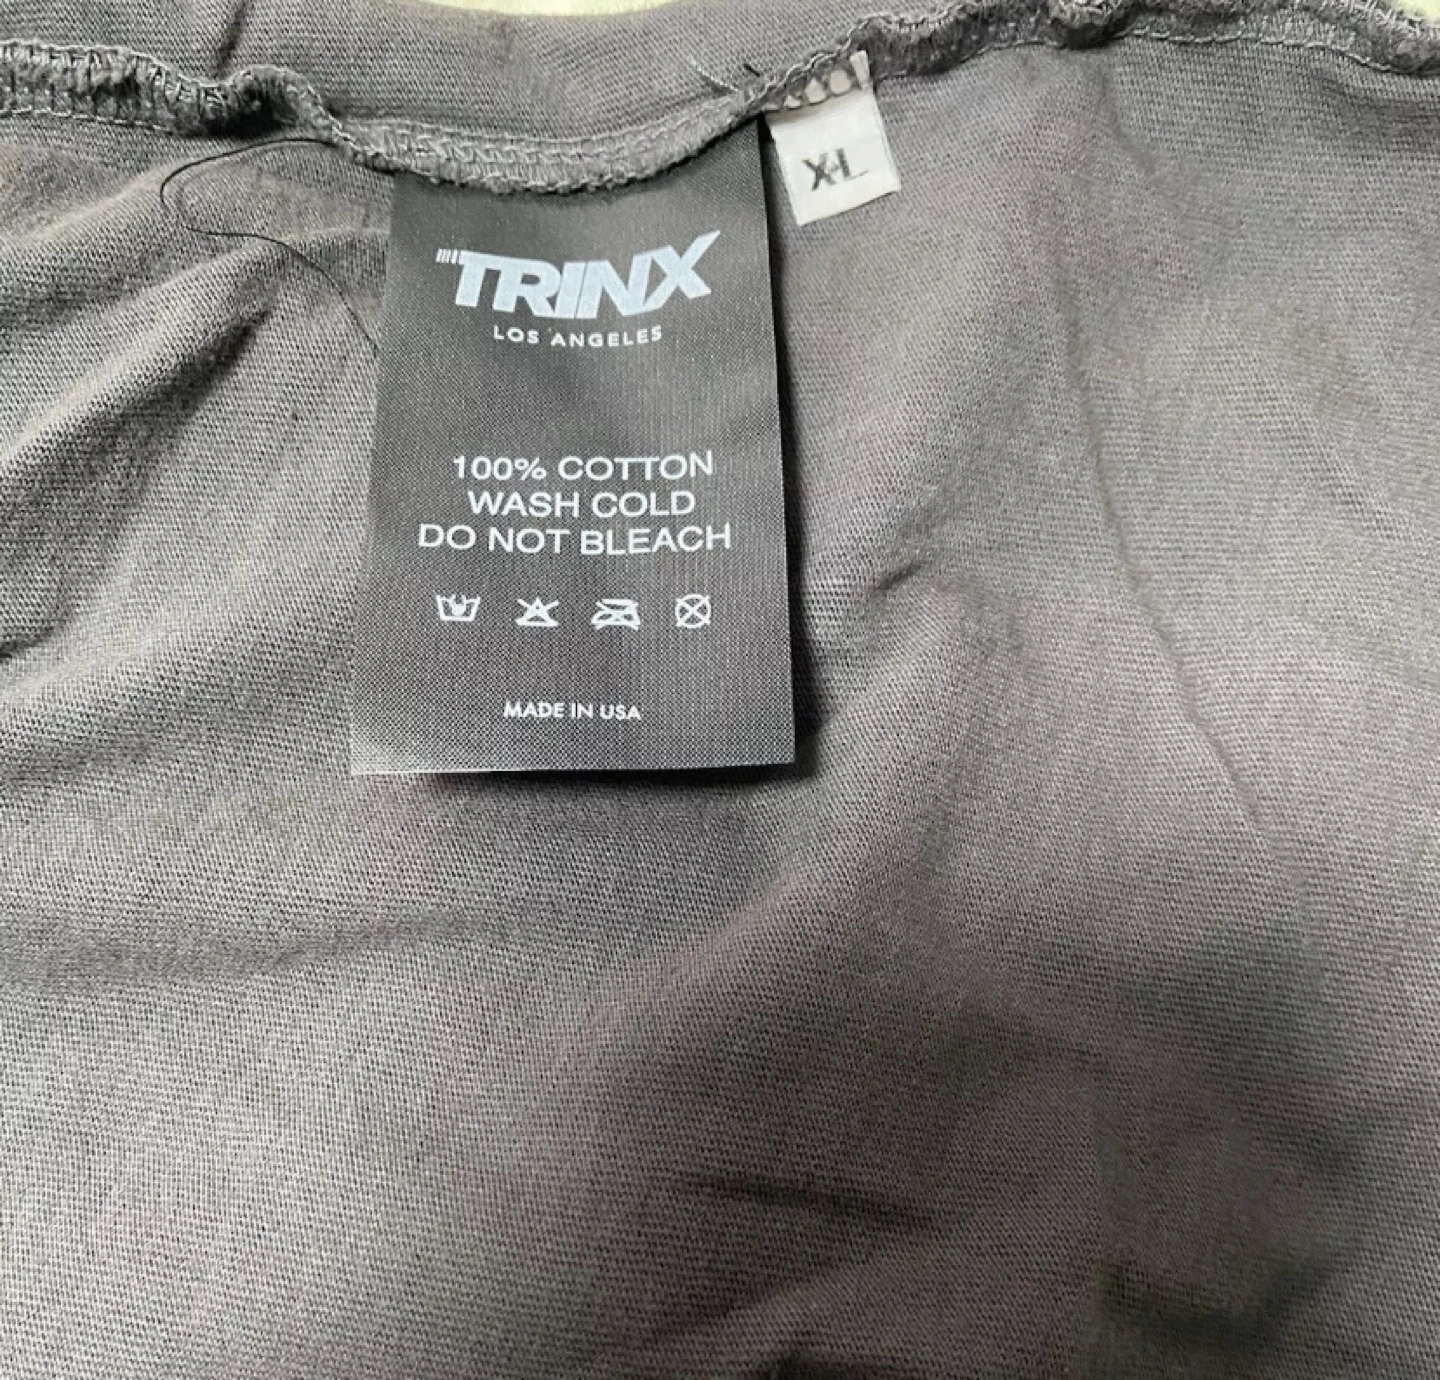 TRINX
LOS ANGELES
XL
100% COTTON
WASH COLD
DO NOT BLEACH
MADE IN USA